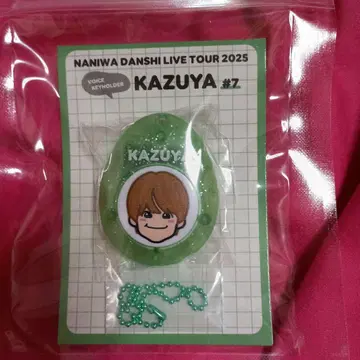 NANIWA DANSHI LIVE TOUR 2025
VOICE
KEYHOLDER
KAZUYA #7
KAZUYA